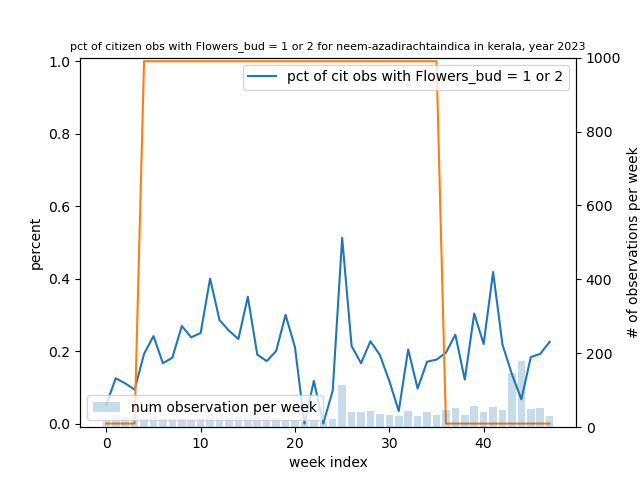 pct of citizen obs with Flowers_bud = 1 or 2 for neem-azadirachtaindica in kerala, year 2023
pct of cit obs with Flowers_bud = 1 or 2
num observation per week
percent
# of observations per week
week index
1.0
0.8
0.6
0.4
0.2
0.0
1000
800
600
400
200
0
0
10
20
30
40